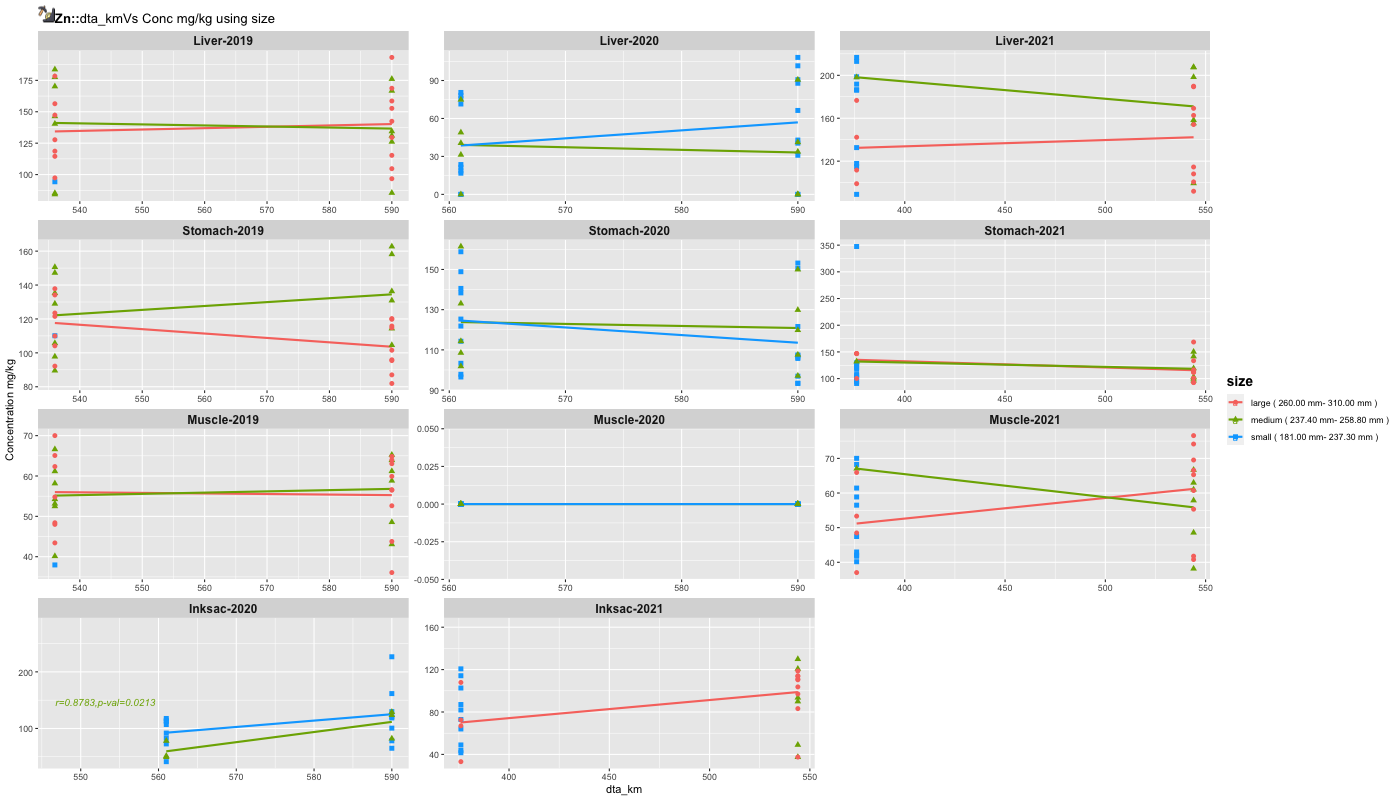 Zn::dta_kmVs Conc mg/kg using size
Liver-2019
Liver-2020
Liver-2021
175
150
125
100
540 550 560 570 580 590
90
60
30
0
560 570 580 590
200
160
120
400 450 500 550
Stomach-2019
Stomach-2020
Stomach-2021
160
140
120
100
80
540 550 560 570 580 590
150
130
110
90
560 570 580 590
350
300
250
200
150
100
400 450 500 550
Concentration mg/kg
Muscle-2019
Muscle-2020
Muscle-2021
70
60
50
40
540 550 560 570 580 590
0.050
0.025
0.000
-0.025
-0.050
560 570 580 590
70
60
50
40
400 450 500 550
Inksac-2020
Inksac-2021
200
100
r=0.8783,p-val=0.0213
550 560 570 580 590
160
120
80
40
400 450 500 550
dta_km
size
large ( 260.00 mm- 310.00 mm )
medium ( 237.40 mm- 258.80 mm )
small ( 181.00 mm- 237.30 mm )